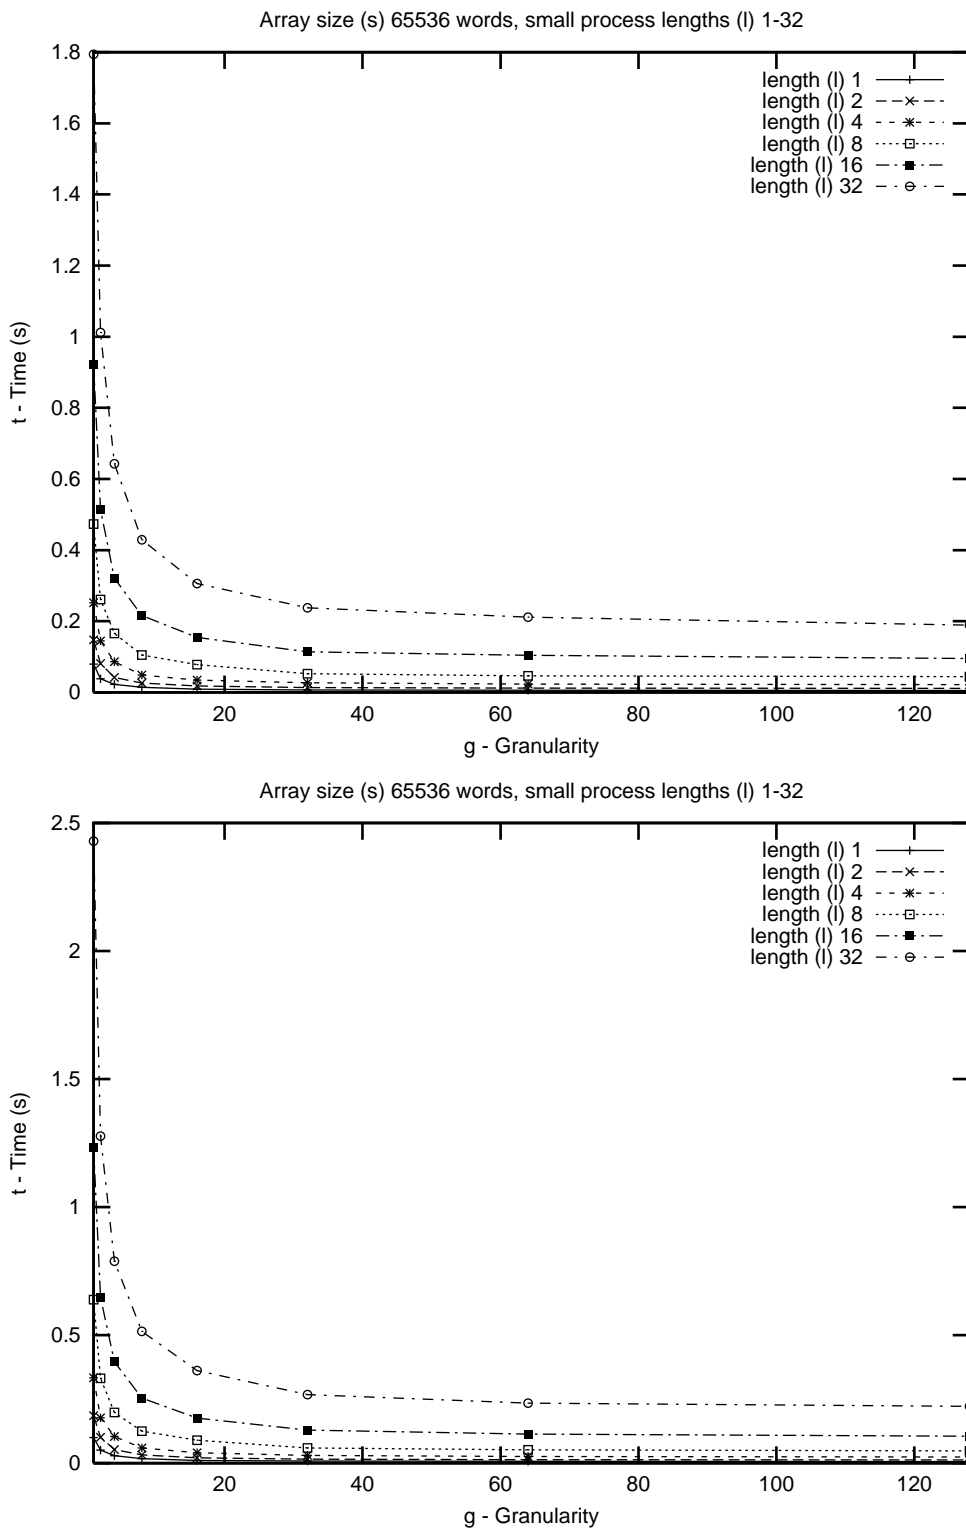 Array size (s) 65536 words, small process lengths (l) 1-32
1.8
1.6
1.4
1.2
1
0.8
0.6
0.4
0.2
0
t - Time (s)
length (l) 1
length (l) 2
length (l) 4
length (l) 8
length (l) 16
length (l) 32
20 40 60 80 100 120
g - Granularity
Array size (s) 65536 words, small process lengths (l) 1-32
2.5
2
1.5
1
0.5
0
t - Time (s)
length (l) 1
length (l) 2
length (l) 4
length (l) 8
length (l) 16
length (l) 32
20 40 60 80 100 120
g - Granularity